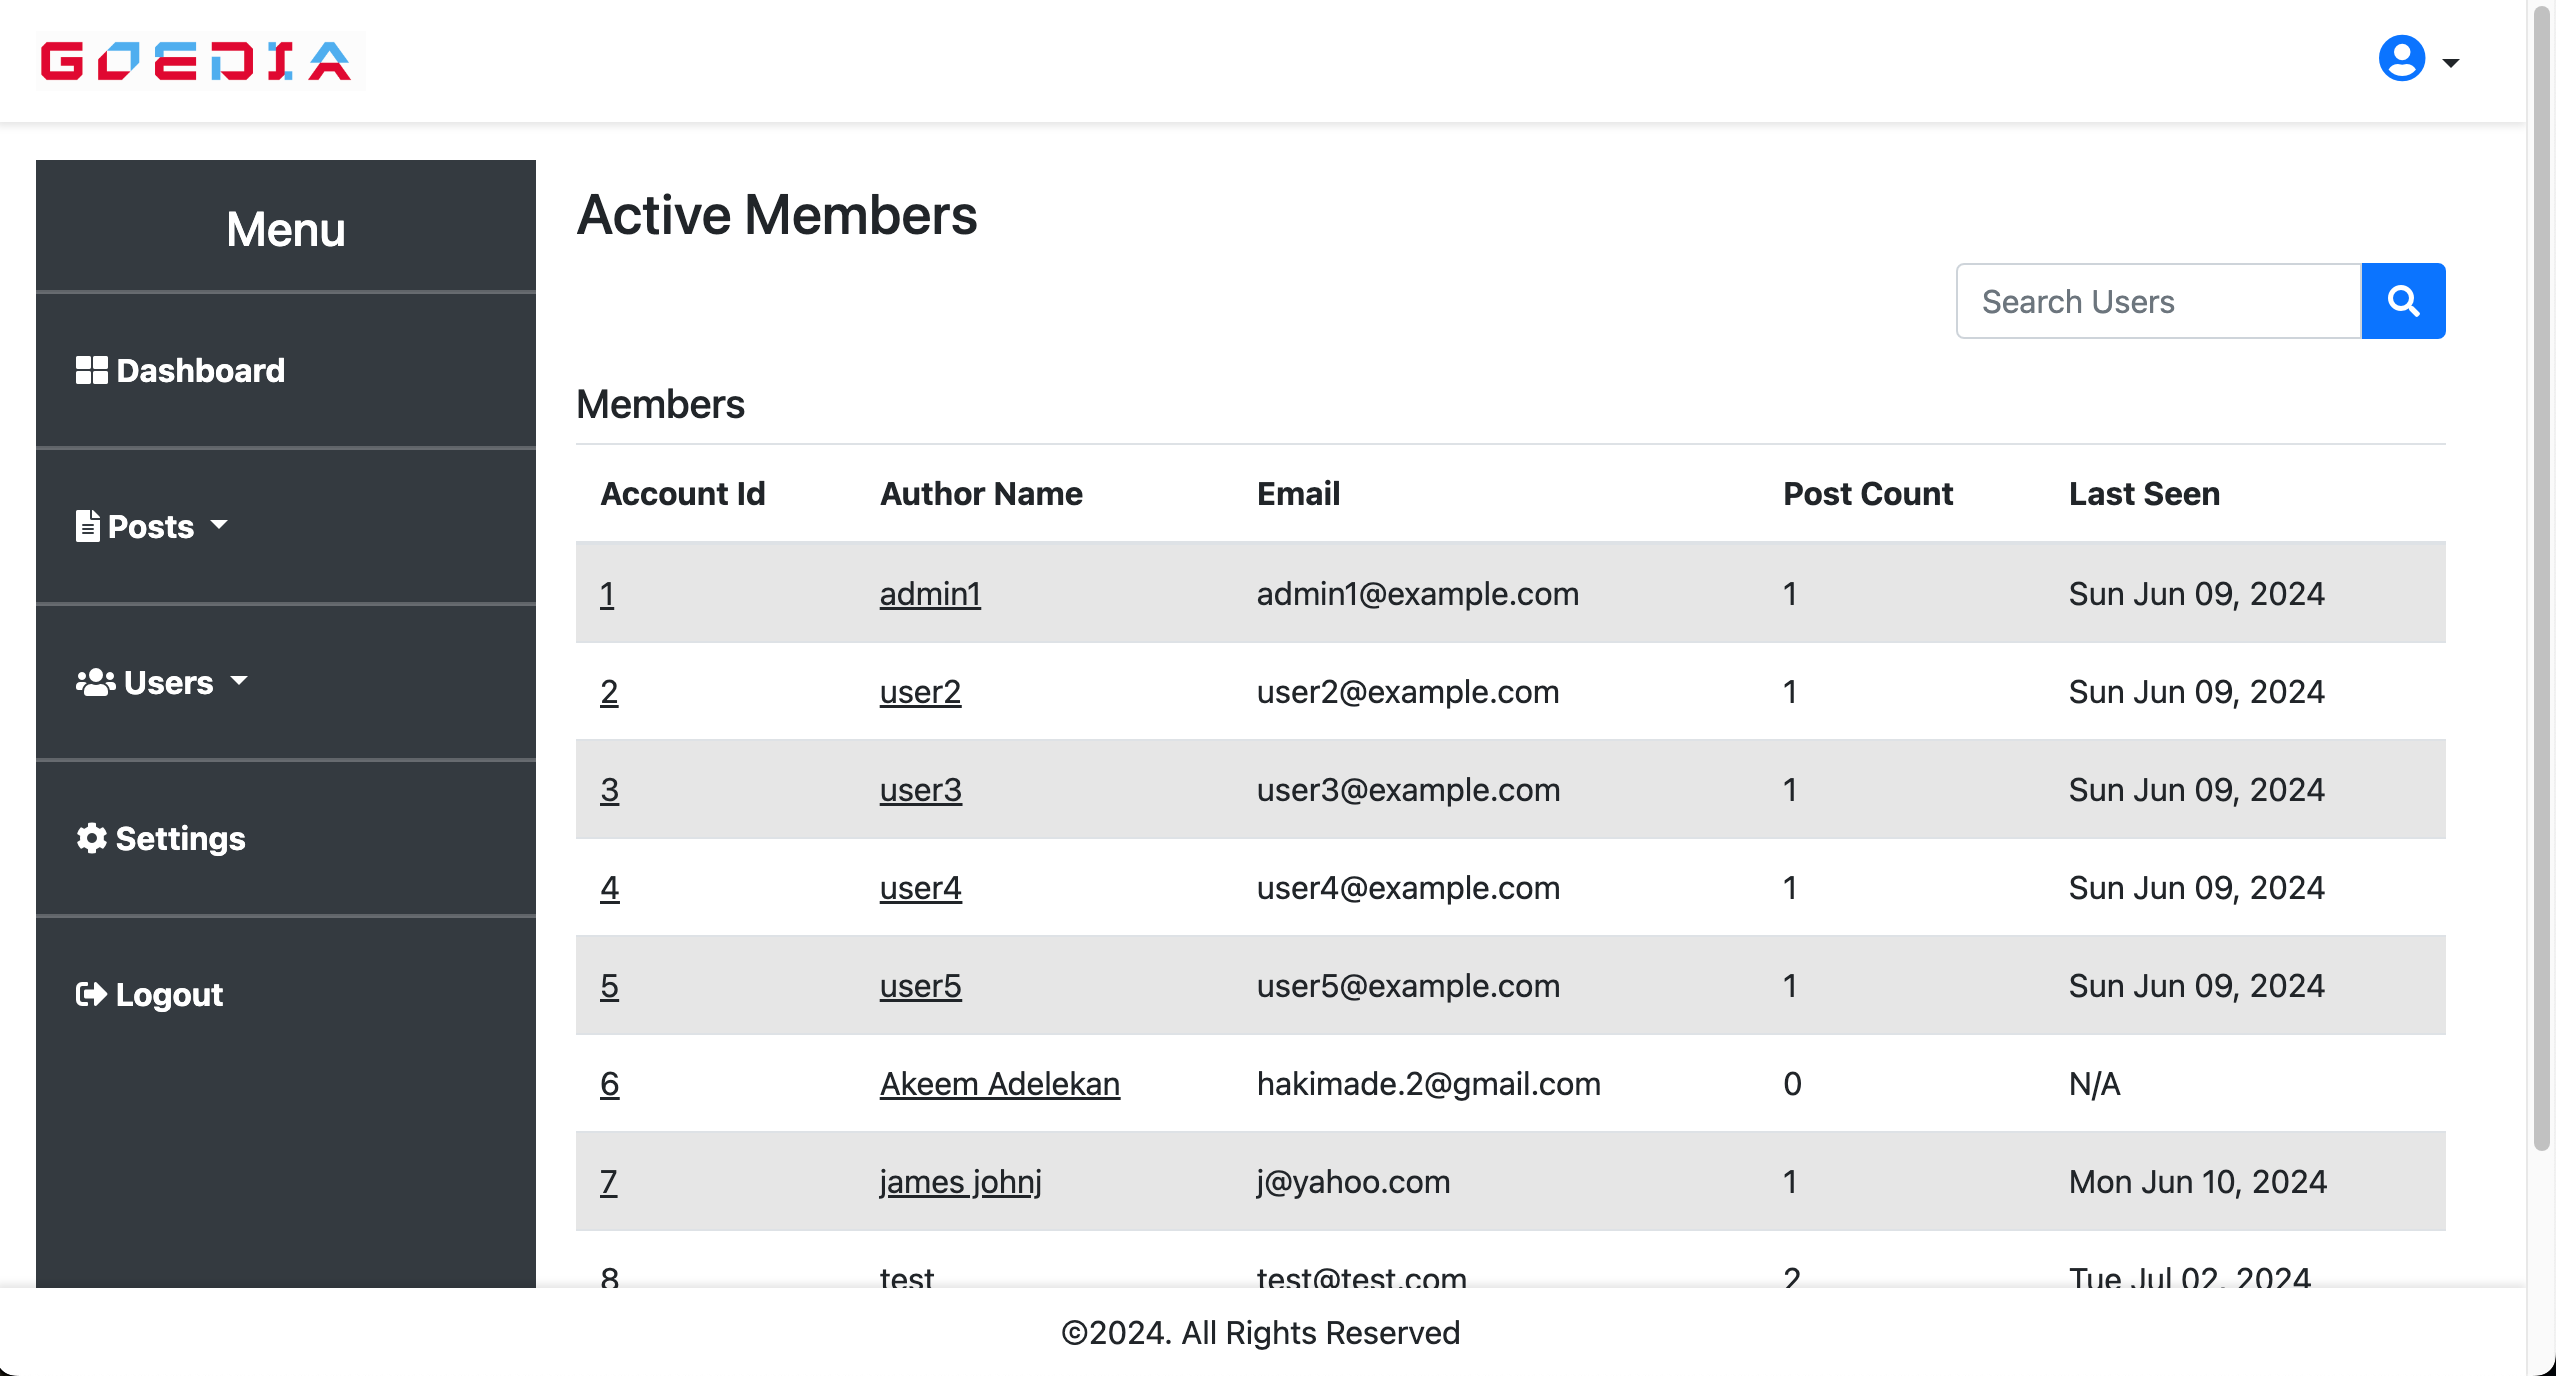 GOEDIA
Menu
Dashboard
Posts
Users
Settings
Logout
Active Members
Search Users
Members
Account Id Author Name Email Post Count Last Seen
1 admin1 admin1@example.com 1 Sun Jun 09, 2024
2 user2 user2@example.com 1 Sun Jun 09, 2024
3 user3 user3@example.com 1 Sun Jun 09, 2024
4 user4 user4@example.com 1 Sun Jun 09, 2024
5 user5 user5@example.com 1 Sun Jun 09, 2024
6 Akeem Adelekan hakimade.2@gmail.com 0 N/A
7 james johnj j@yahoo.com 1 Mon Jun 10, 2024
8 test test@test.com 2 Tue Jul 02, 2024
©2024. All Rights Reserved